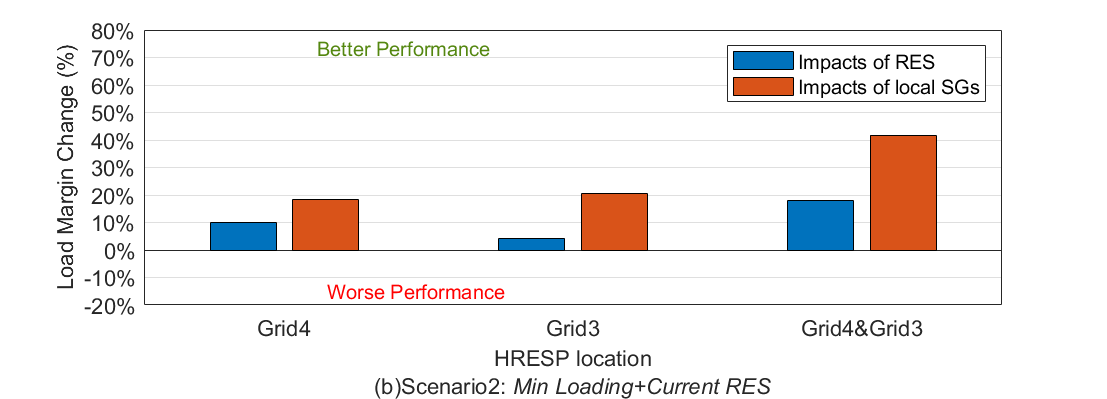 80%
70%
60%
50%
40%
30%
20%
10%
0%
-10%
-20%
Load Margin Change (%)
Better Performance
Impacts of RES
Impacts of local SGs
Worse Performance
Grid4
Grid3
Grid4&Grid3
HRESP location
(b)Scenario2: Min Loading+Current RES